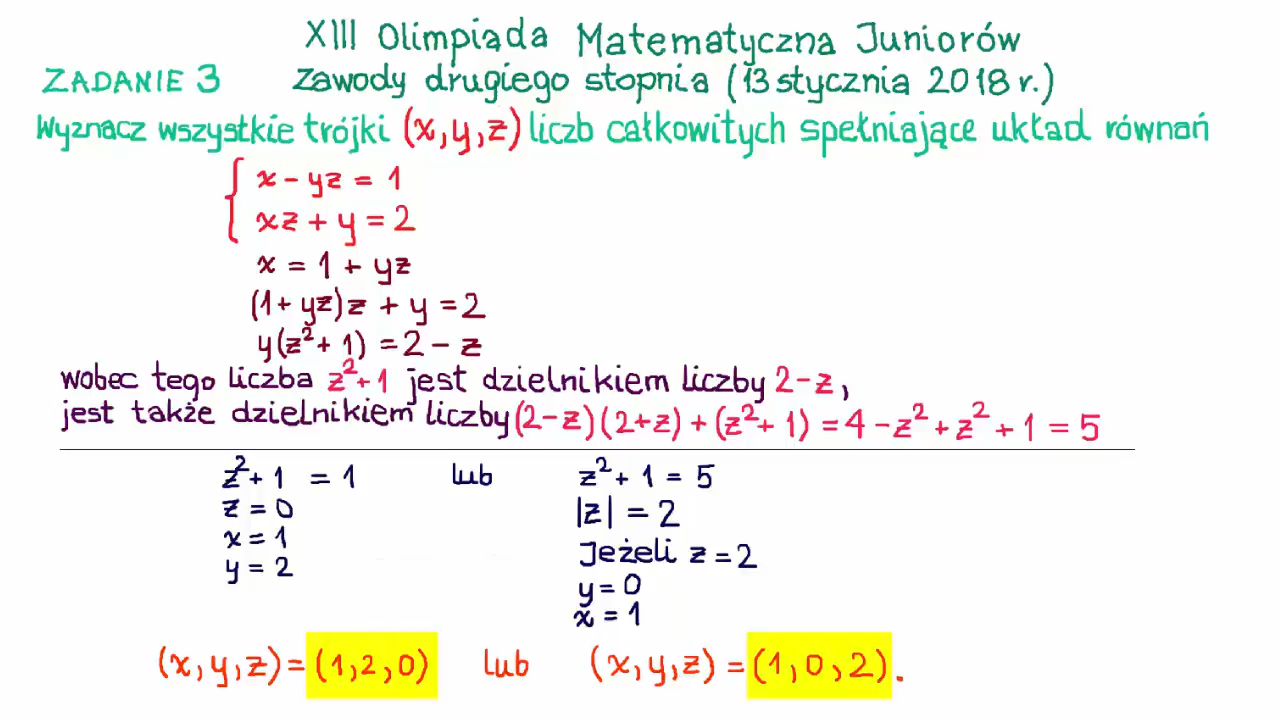 XIII Olimpiada Matematyczna Juniorów
ZADANIE 3 Zawody drugiego stopnia (13 stycznia 2018 r.)
Wyznacz wszystkie trójki (x,y,z) liczb całkowitych spełniające układ równań
x - yz = 1
xz + y = 2
x = 1 + yz
(1+ yz)z + y = 2
y(z²+ 1) = 2 - z
wobec tego liczba z²+1 jest dzielnikiem liczby 2-z,
jest także dzielnikiem liczby (2-z)(2+z) + (z²+ 1) = 4 - z² + z² + 1 = 5
z²+ 1 = 1 lub z² + 1 = 5
z = 0 |z| = 2
x = 1 Jeżeli z = 2
y = 2 y = 0
x = 1
(x,y,z) = (1,2,0) lub (x,y,z) = (1,0,2).